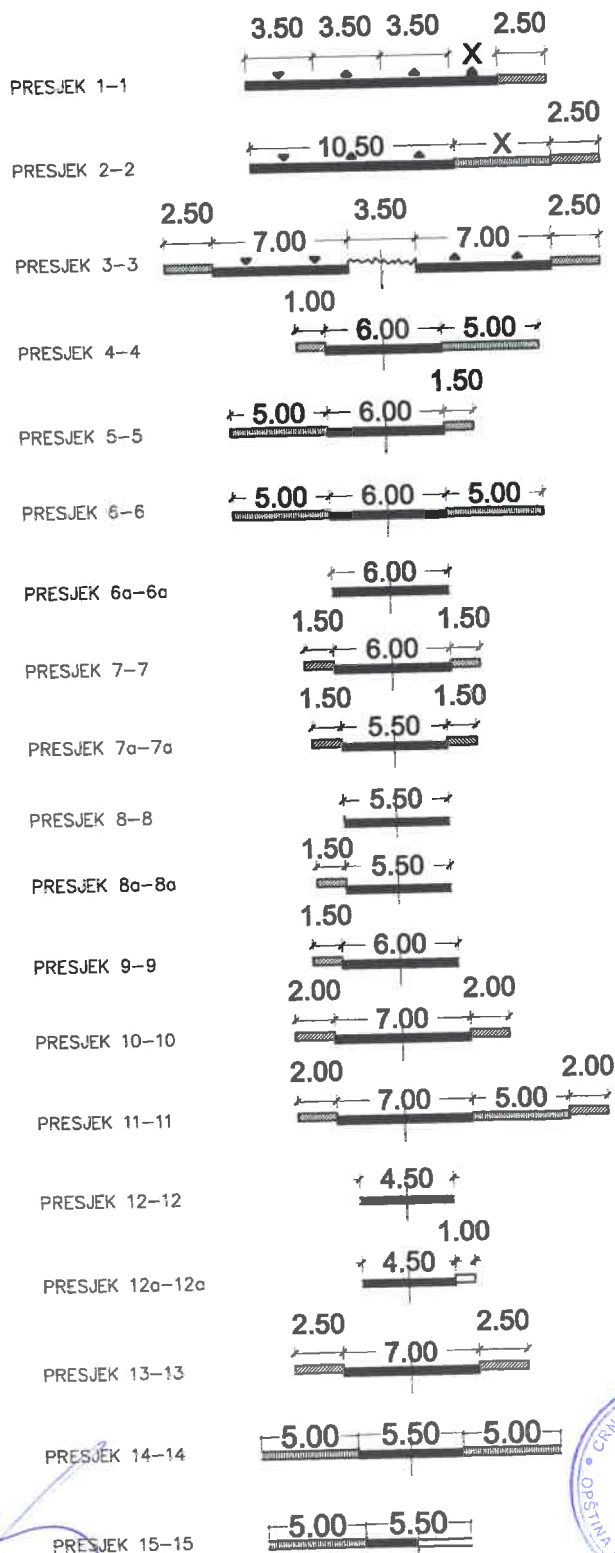 3.50 3.50 3.50 X 2.50
PRESJEK 1-1
10.50 X 2.50
PRESJEK 2-2
2.50 7.00 3.50 7.00 2.50
PRESJEK 3-3
1.00 6.00 5.00
PRESJEK 4-4
5.00 6.00 1.50
PRESJEK 5-5
5.00 6.00 5.00
PRESJEK 6-6
6.00
PRESJEK 6a-6a
1.50 6.00 1.50
PRESJEK 7-7
1.50 5.50 1.50
PRESJEK 7a-7a
5.50
PRESJEK 8-8
1.50 5.50
PRESJEK 8a-8a
1.50 6.00
PRESJEK 9-9
2.00 7.00 2.00
PRESJEK 10-10
2.00 7.00 5.00 2.00
PRESJEK 11-11
4.50
PRESJEK 12-12
4.50 1.00
PRESJEK 12a-12a
2.50 7.00 2.50
PRESJEK 13-13
5.00 5.50 5.00
PRESJEK 14-14
5.00 5.50
PRESJEK 15-15
OPŠTINA